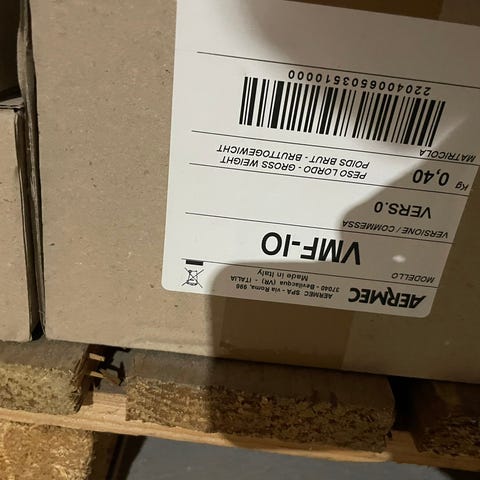 AERMEC
AERMEC SPA - via Roma, 996
37040 - Bevilacqua (VR) - ITALIA
Made in Italy
MODELLO
VMF-IO
VERSIONE / COMMESSA
VERS.0
Kg 0,40
PESO LORDO - GROSS WEIGHT
POIDS BRUT - BRUTTOGEWICHT
MATRICOLA
2204006503510000